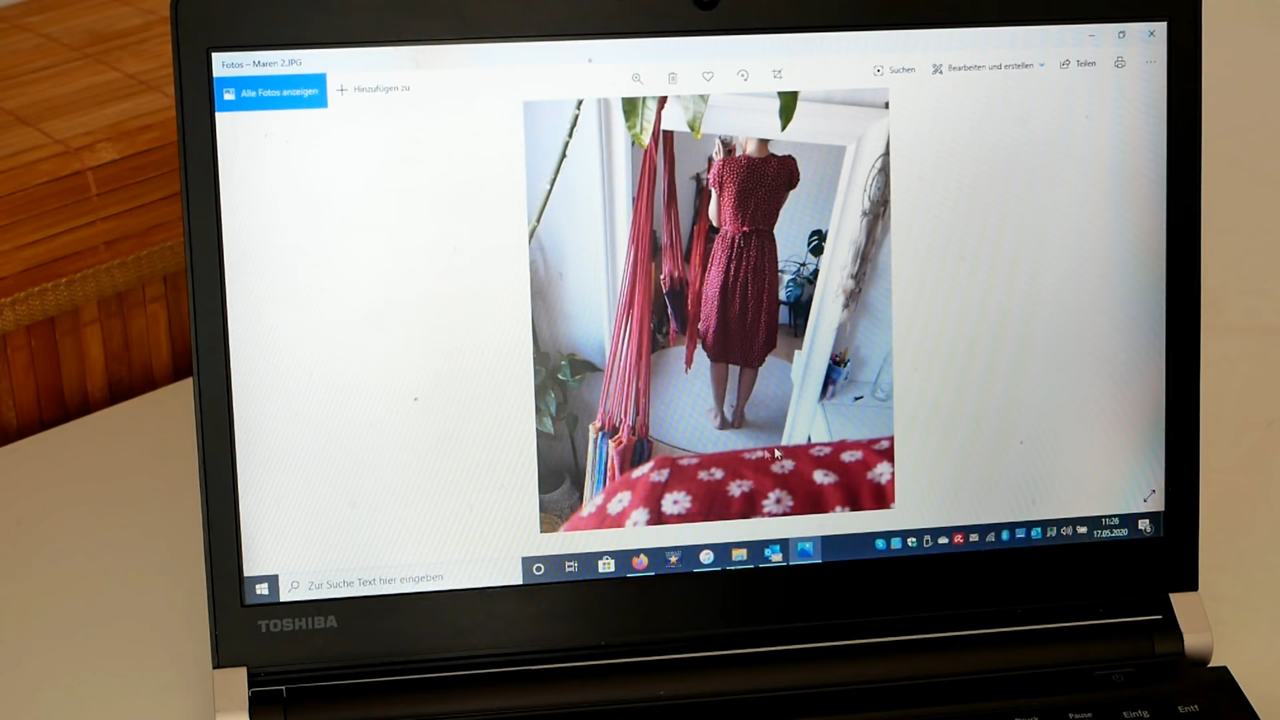 Fotos – Maren 2.JPG
Alle Fotos anzeigen
Hinzufügen zu
Suchen
Bearbeiten und erstellen
Teilen
Zur Suche Text hier eingeben
11:26
17.05.2020
TOSHIBA
Pause
Einfg
Entf